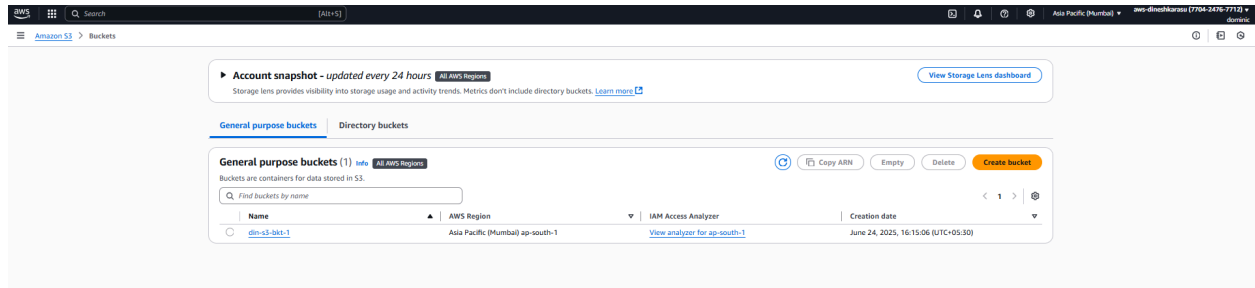 aws Search [Alt+S] Asia Pacific (Mumbai) aws-dineshkarasu (7704-2476-7712)
dominic
Amazon S3 > Buckets
Account snapshot - updated every 24 hours All AWS Regions View Storage Lens dashboard
Storage lens provides visibility into storage usage and activity trends. Metrics don't include directory buckets. Learn more
General purpose buckets Directory buckets
General purpose buckets (1) Info All AWS Regions Copy ARN Empty Delete Create bucket
Buckets are containers for data stored in S3.
Find buckets by name < 1 >
Name AWS Region IAM Access Analyzer Creation date
din-s3-bkt-1 Asia Pacific (Mumbai) ap-south-1 View analyzer for ap-south-1 June 24, 2025, 16:15:06 (UTC+05:30)